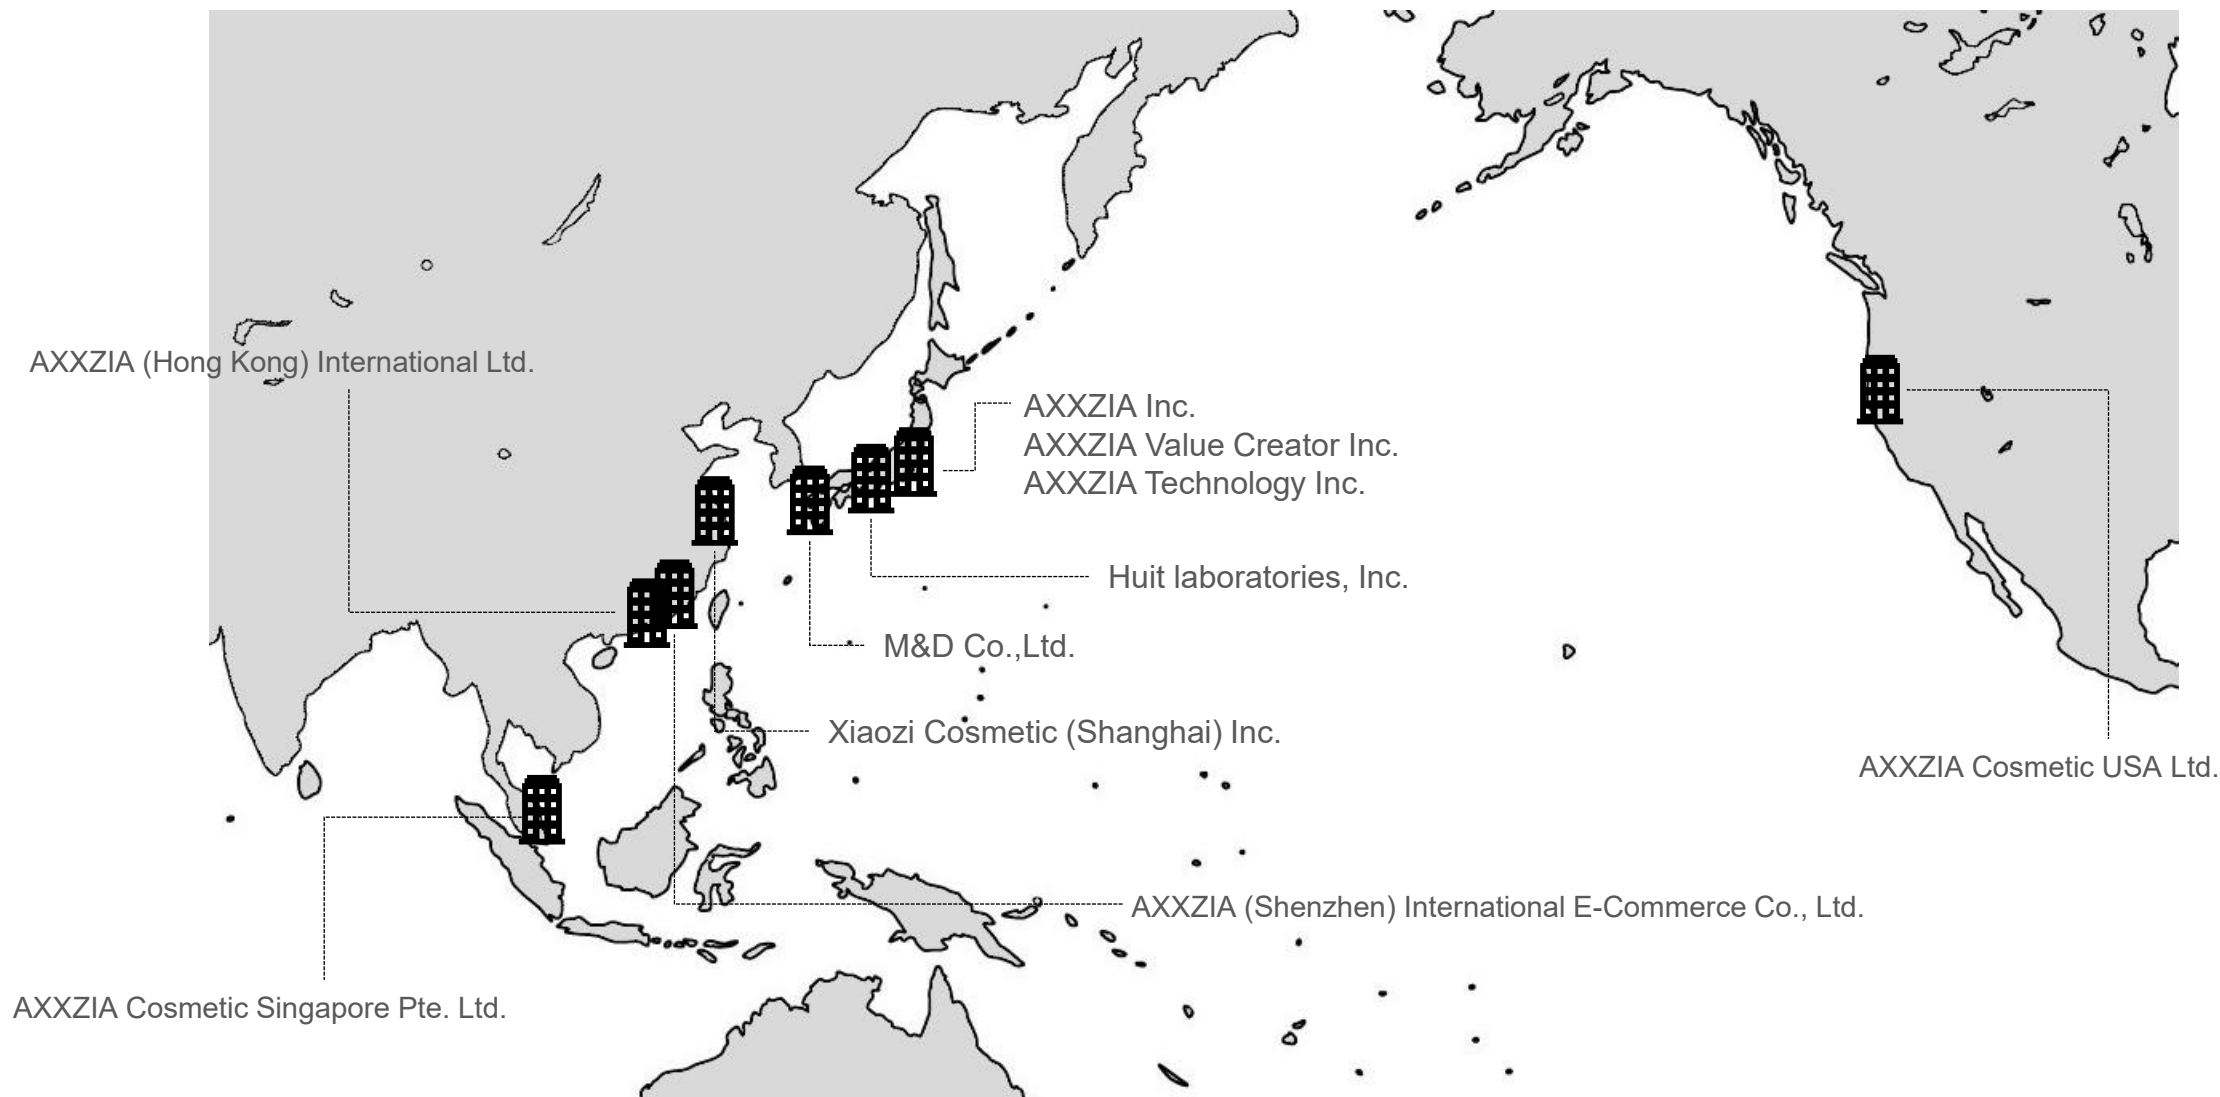 AXXZIA (Hong Kong) International Ltd.
AXXZIA Inc.
AXXZIA Value Creator Inc.
AXXZIA Technology Inc.
Huit laboratories, Inc.
M&D Co.,Ltd.
Xiaozi Cosmetic (Shanghai) Inc.
AXXZIA Cosmetic USA Ltd.
AXXZIA (Shenzhen) International E-Commerce Co., Ltd.
AXXZIA Cosmetic Singapore Pte. Ltd.